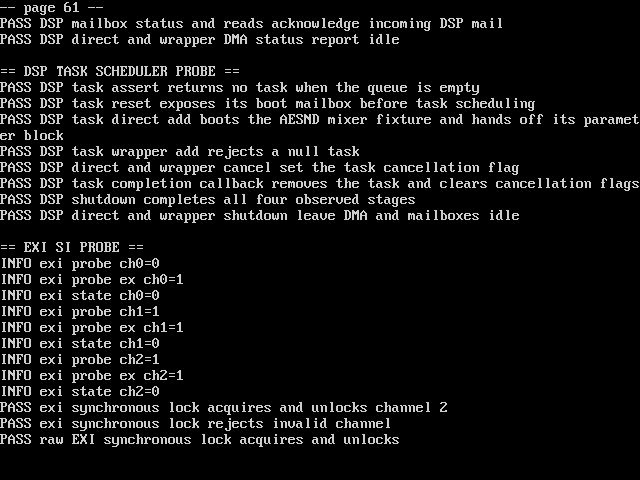 -- page 61 --
PASS DSP mailbox status and reads acknowledge incoming DSP mail
PASS DSP direct and wrapper DMA status report idle
== DSP TASK SCHEDULER PROBE ==
PASS DSP task assert returns no task when the queue is empty
PASS DSP task reset exposes its boot mailbox before task scheduling
PASS DSP task direct add boots the AESND mixer fixture and hands off its paramet
er block
PASS DSP task wrapper add rejects a null task
PASS DSP direct and wrapper cancel set the task cancellation flag
PASS DSP task completion callback removes the task and clears cancellation flags
PASS DSP shutdown completes all four observed stages
PASS DSP direct and wrapper shutdown leave DMA and mailboxes idle
== EXI SI PROBE ==
INFO exi probe ch0=0
INFO exi probe ex ch0=1
INFO exi state ch0=0
INFO exi probe ch1=1
INFO exi probe ex ch1=1
INFO exi state ch1=0
INFO exi probe ch2=1
INFO exi probe ex ch2=1
INFO exi state ch2=0
PASS exi synchronous lock acquires and unlocks channel 2
PASS exi synchronous lock rejects invalid channel
PASS raw EXI synchronous lock acquires and unlocks